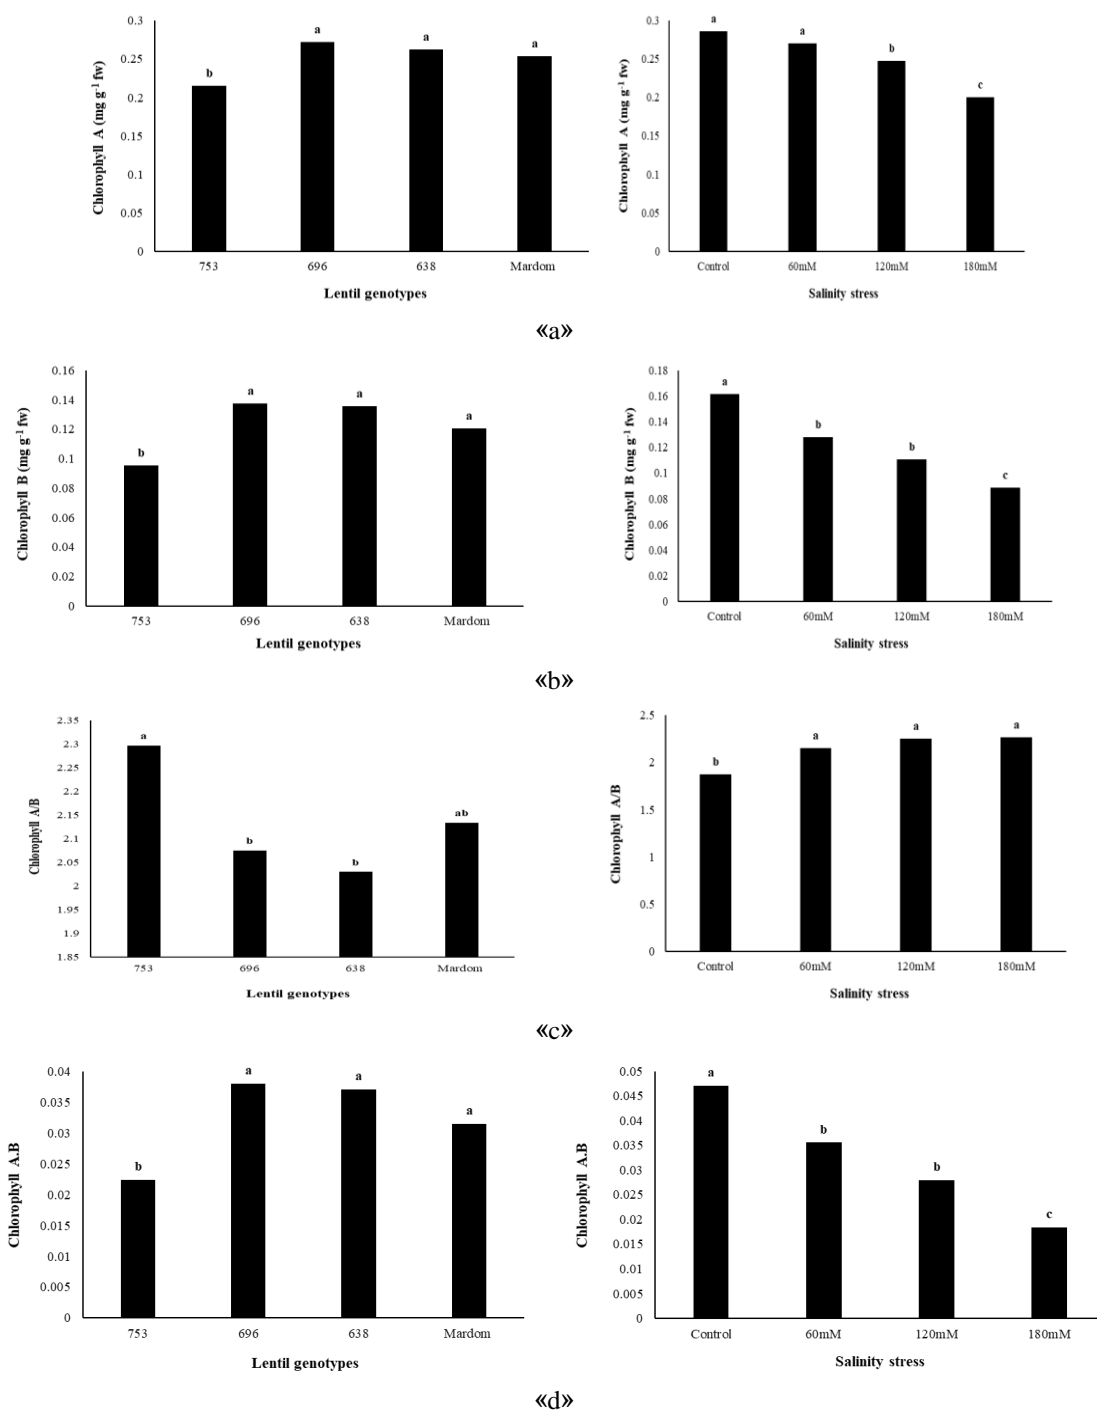 0.3
0.25
0.2
0.15
0.1
0.05
0
Chlorophyll A (mg g-1 fw)
b
a
a
a
753
696
638
Mardom
Lentil genotypes
0.3
0.25
0.2
0.15
0.1
0.05
0
Chlorophyll A (mg g-1 fw)
a
a
b
c
Control
60mM
120mM
180mM
Salinity stress
«a»
0.16
0.14
0.12
0.1
0.08
0.06
0.04
0.02
0
Chlorophyll B (mg g-1 fw)
b
a
a
a
753
696
638
Mardom
Lentil genotypes
0.18
0.16
0.14
0.12
0.1
0.08
0.06
0.04
0.02
0
Chlorophyll B (mg g-1 fw)
a
b
b
c
Control
60mM
120mM
180mM
Salinity stress
«b»
2.35
2.3
2.25
2.2
2.15
2.1
2.05
2
1.95
1.9
1.85
Chlorophyll A/B
a
b
b
ab
753
696
638
Mardom
Lentil genotypes
2.5
2
1.5
1
0.5
0
Chlorophyll A/B
b
a
a
a
Control
60mM
120mM
180mM
Salinity stress
«c»
0.04
0.035
0.03
0.025
0.02
0.015
0.01
0.005
0
Chlorophyll A.B
b
a
a
a
753
696
638
Mardom
Lentil genotypes
0.05
0.045
0.04
0.035
0.03
0.025
0.02
0.015
0.01
0.005
0
Chlorophyll A.B
a
b
b
c
Control
60mM
120mM
180mM
Salinity stress
«d»